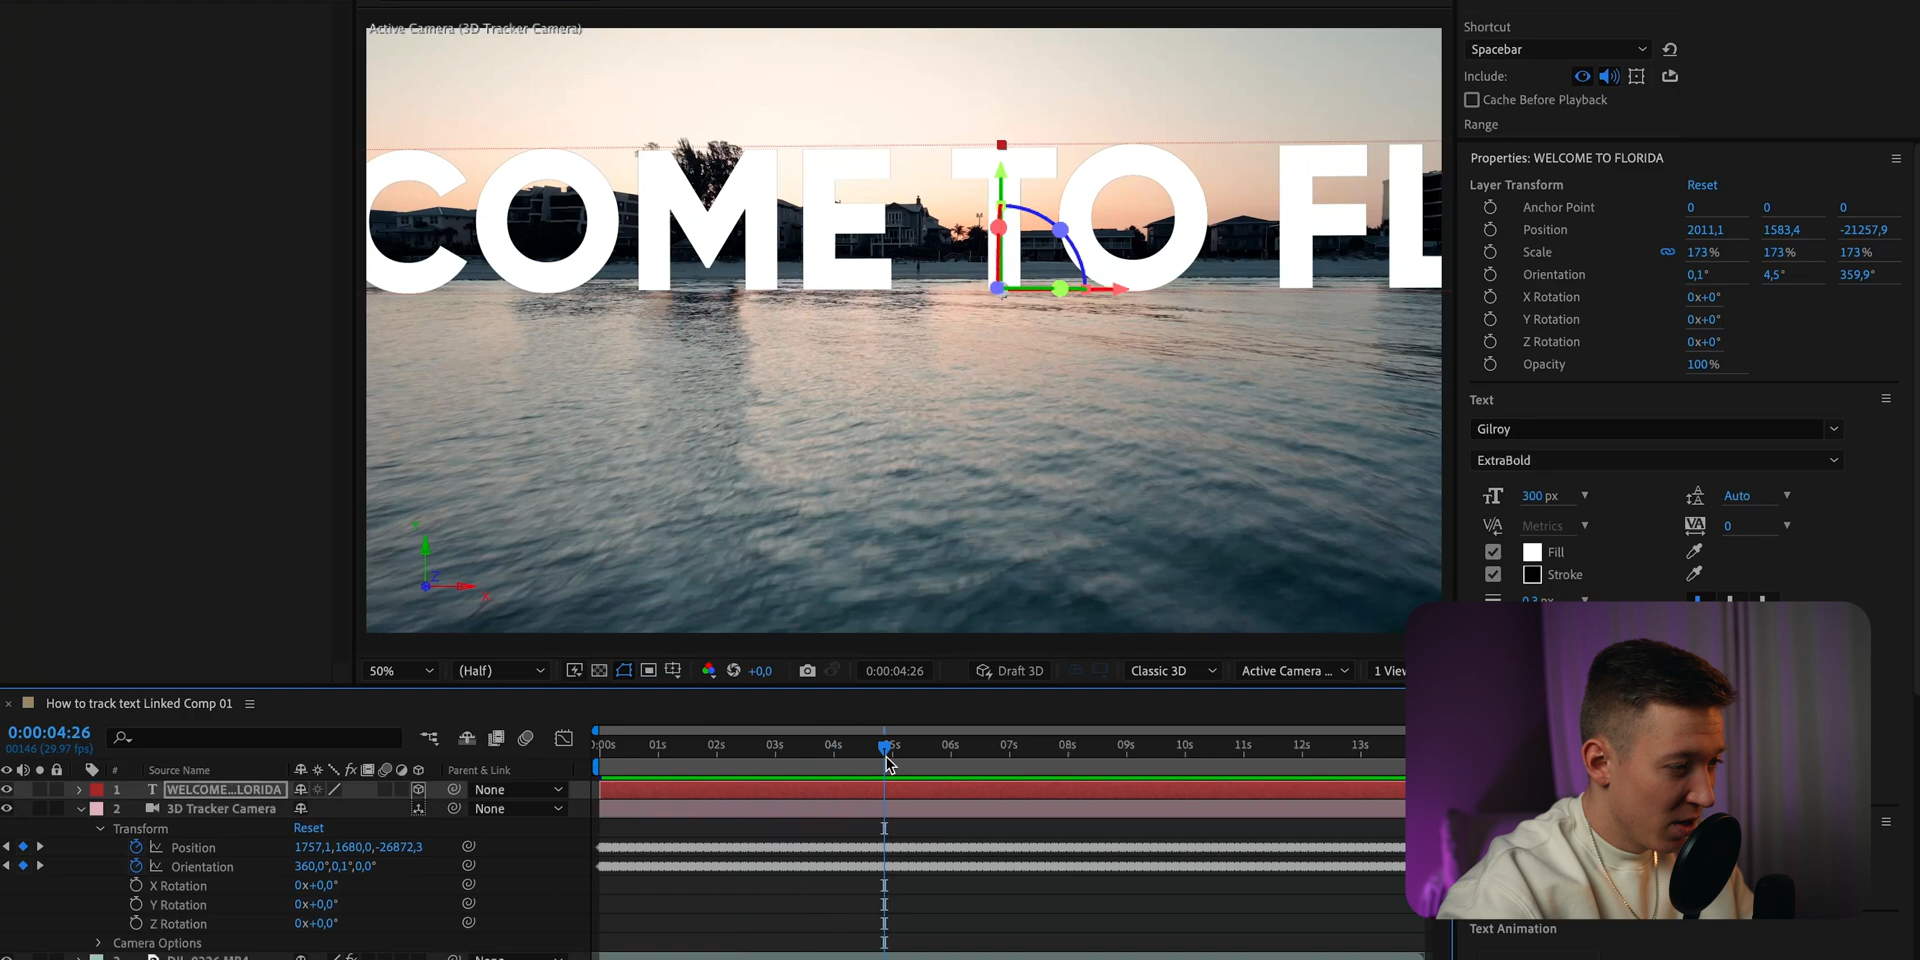 Active Camera (3D Tracker Camera)
COME TO FL
Y
Z
X
Shortcut
Spacebar
Include:
Cache Before Playback
Range
Properties: WELCOME TO FLORIDA
Layer Transform Reset
Anchor Point 0 0 0
Position 2011,1 1583,4 -21257,9
Scale 173% 173% 173%
Orientation 0,1° 4,5° 359,9°
X Rotation 0x+0°
Y Rotation 0x+0°
Z Rotation 0x+0°
Opacity 100%
Text
Gilroy
ExtraBold
300 px Auto
Metrics 0
Fill
Stroke
0,3 px
50% (Half) +0,0 0:00:04:26 Draft 3D Classic 3D Active Camera ... 1 View
How to track text Linked Comp 01
0:00:04:26
00146 (29.97 fps)
:00s 01s 02s 03s 04s 05s 06s 07s 08s 09s 10s 11s 12s 13s
# Source Name fx Parent & Link
1 T WELCOME...LORIDA None
2 3D Tracker Camera None
Transform Reset
Position 1757,1,1680,0,-26872,3
Orientation 360,0°,0,1°,0,0°
X Rotation 0x+0,0°
Y Rotation 0x+0,0°
Z Rotation 0x+0,0°
Camera Options
Text Animation